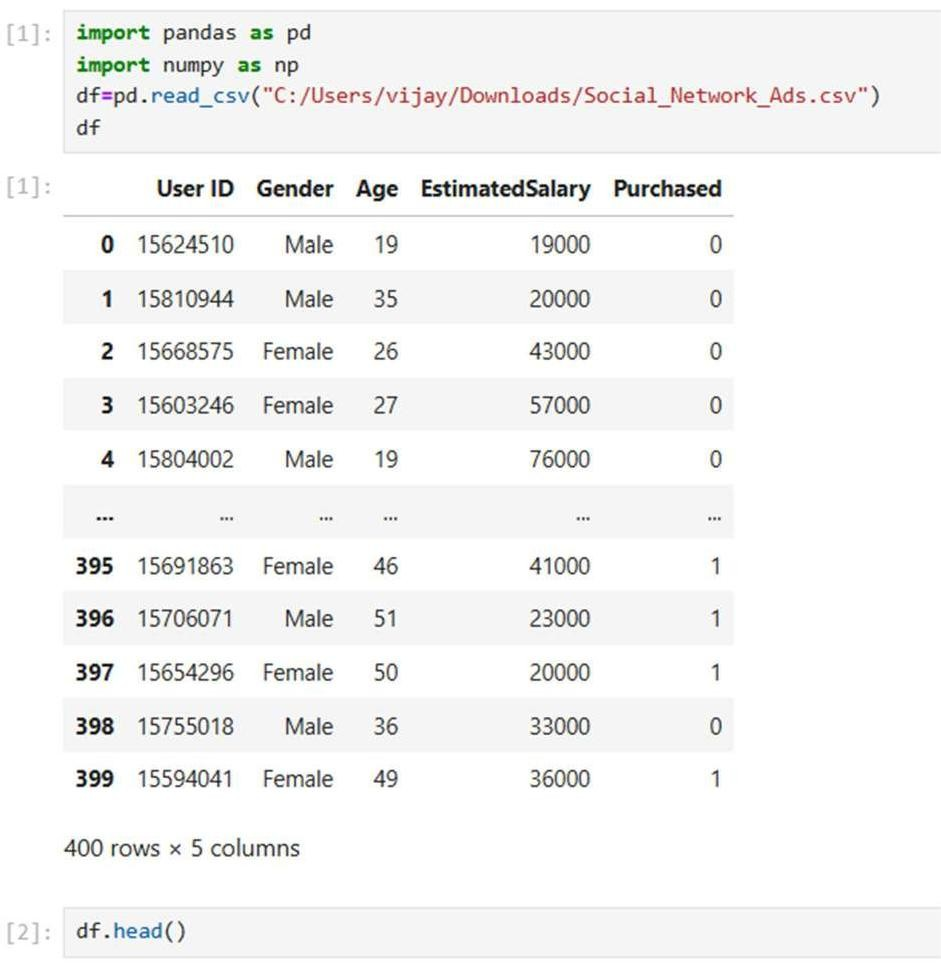 [1]: import pandas as pd
import numpy as np
df=pd.read_csv("C:/Users/vijay/Downloads/Social_Network_Ads.csv")
df
[1]: User ID Gender Age EstimatedSalary Purchased
0 15624510 Male 19 19000 0
1 15810944 Male 35 20000 0
2 15668575 Female 26 43000 0
3 15603246 Female 27 57000 0
4 15804002 Male 19 76000 0
... ... ... ... ... ...
395 15691863 Female 46 41000 1
396 15706071 Male 51 23000 1
397 15654296 Female 50 20000 1
398 15755018 Male 36 33000 0
399 15594041 Female 49 36000 1
400 rows × 5 columns
[2]: df.head()